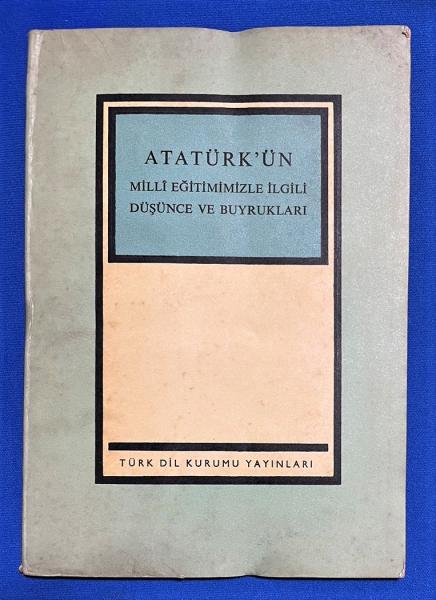 ATATÜRK'ÜN
MİLLÎ EĞİTİMİMİZLE İLGİLİ
DÜŞÜNCE VE BUYRUKLARI
TÜRK DİL KURUMU YAYINLARI